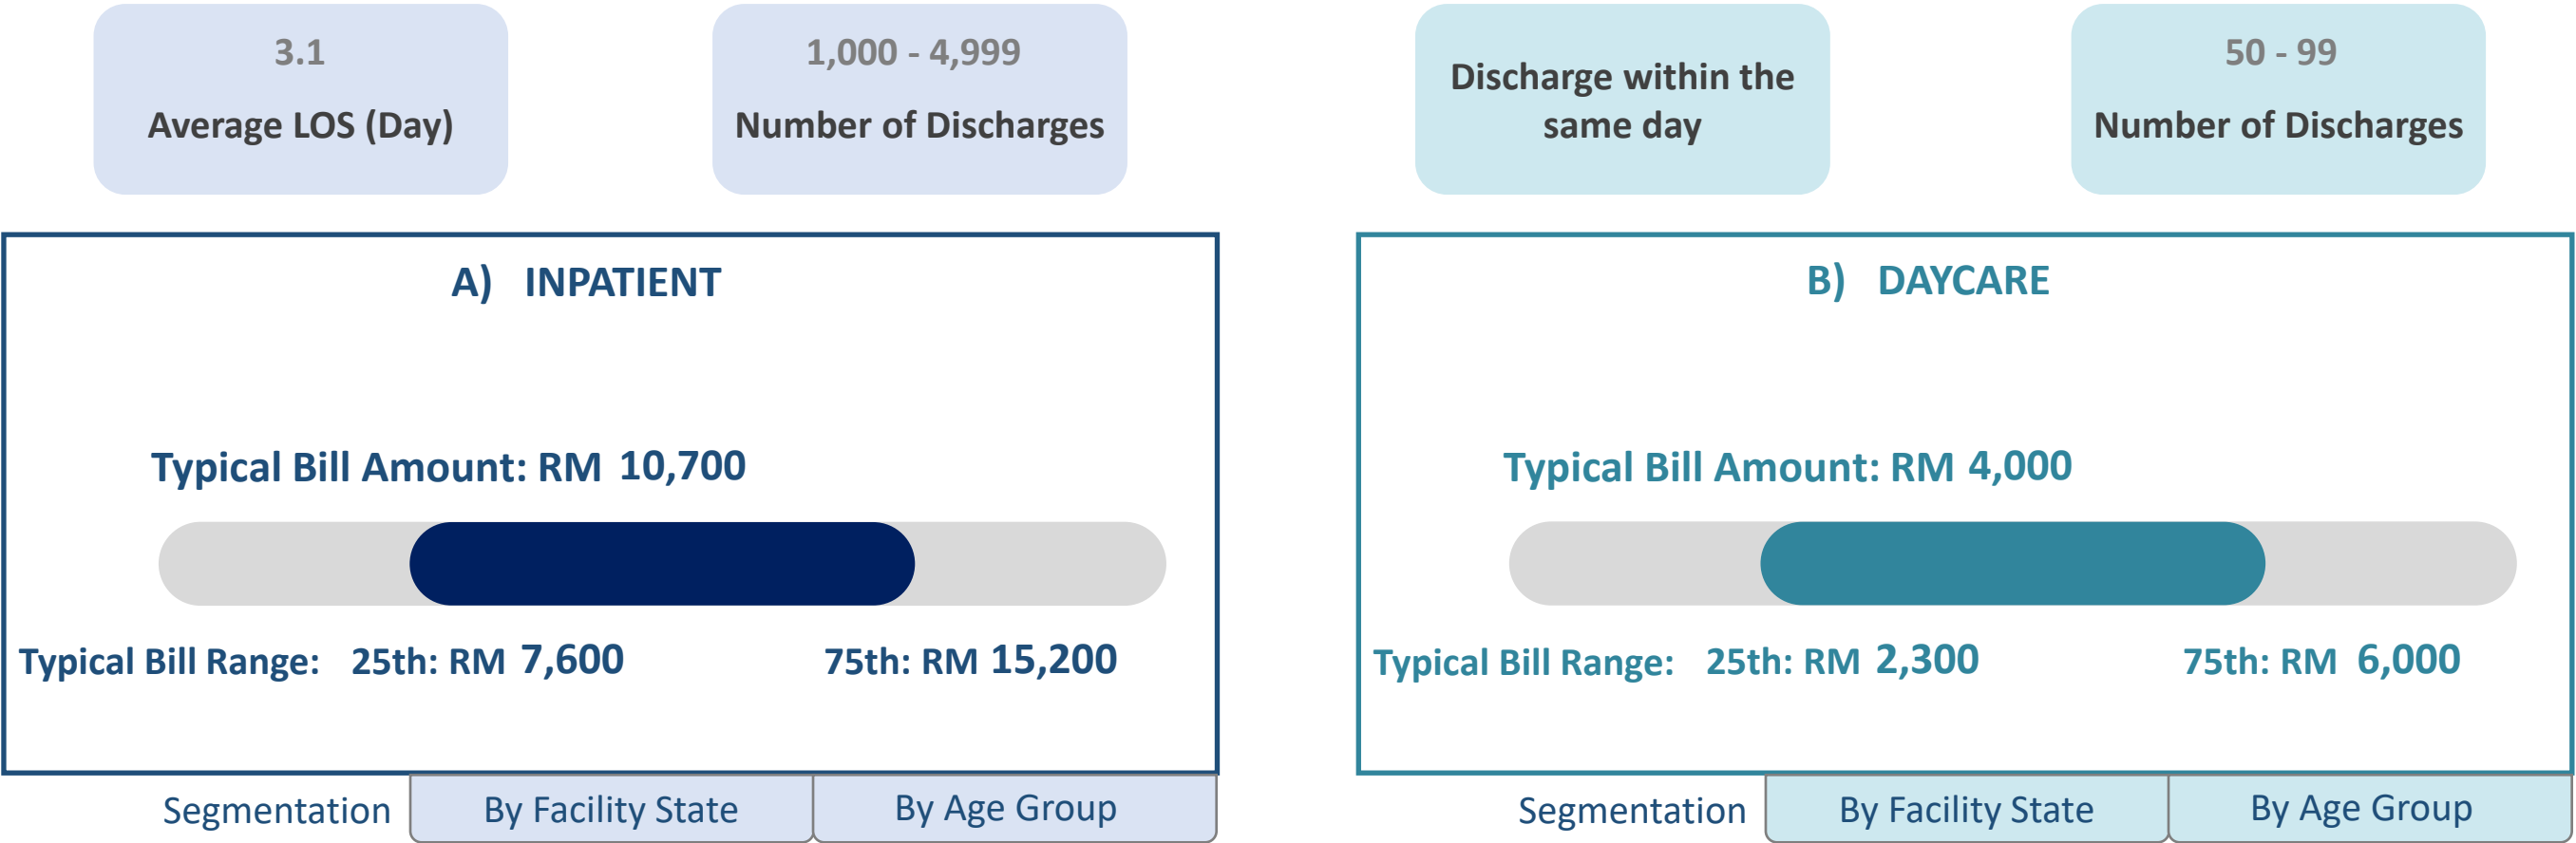 3.1
Average LOS (Day)
1,000 - 4,999
Number of Discharges
Discharge within the
same day
50 - 99
Number of Discharges
A) INPATIENT
Typical Bill Amount: RM 10,700
Typical Bill Range: 25th: RM 7,600 75th: RM 15,200
Segmentation By Facility State By Age Group
B) DAYCARE
Typical Bill Amount: RM 4,000
Typical Bill Range: 25th: RM 2,300 75th: RM 6,000
Segmentation By Facility State By Age Group